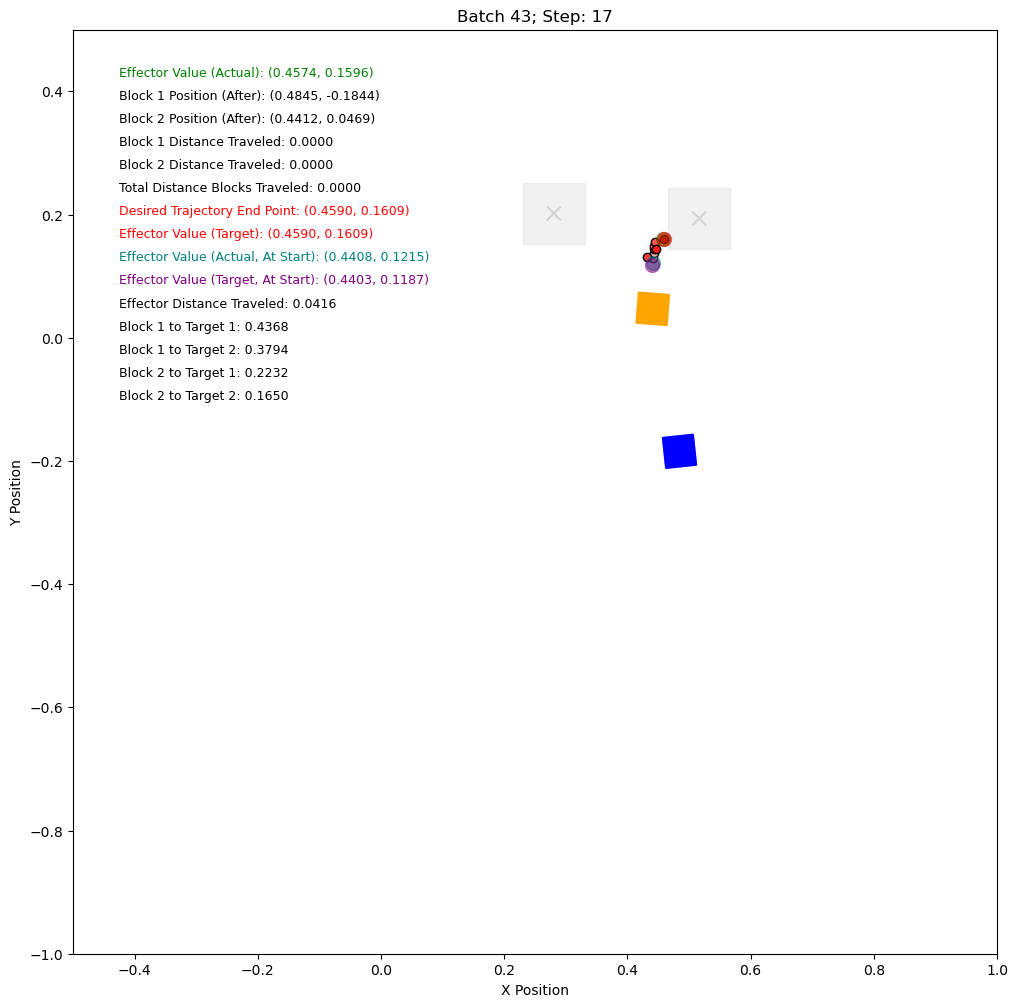 Batch 43; Step: 17
Effector Value (Actual): (0.4574, 0.1596)
Block 1 Position (After): (0.4845, -0.1844)
Block 2 Position (After): (0.4412, 0.0469)
Block 1 Distance Traveled: 0.0000
Block 2 Distance Traveled: 0.0000
Total Distance Blocks Traveled: 0.0000
Desired Trajectory End Point: (0.4590, 0.1609)
Effector Value (Target): (0.4590, 0.1609)
Effector Value (Actual, At Start): (0.4408, 0.1215)
Effector Value (Target, At Start): (0.4403, 0.1187)
Effector Distance Traveled: 0.0416
Block 1 to Target 1: 0.4368
Block 1 to Target 2: 0.3794
Block 2 to Target 1: 0.2232
Block 2 to Target 2: 0.1650
Y Position
0.4
0.2
0.0
−0.2
−0.4
−0.6
−0.8
−1.0
−0.4
−0.2
0.0
0.2
0.4
0.6
0.8
1.0
X Position